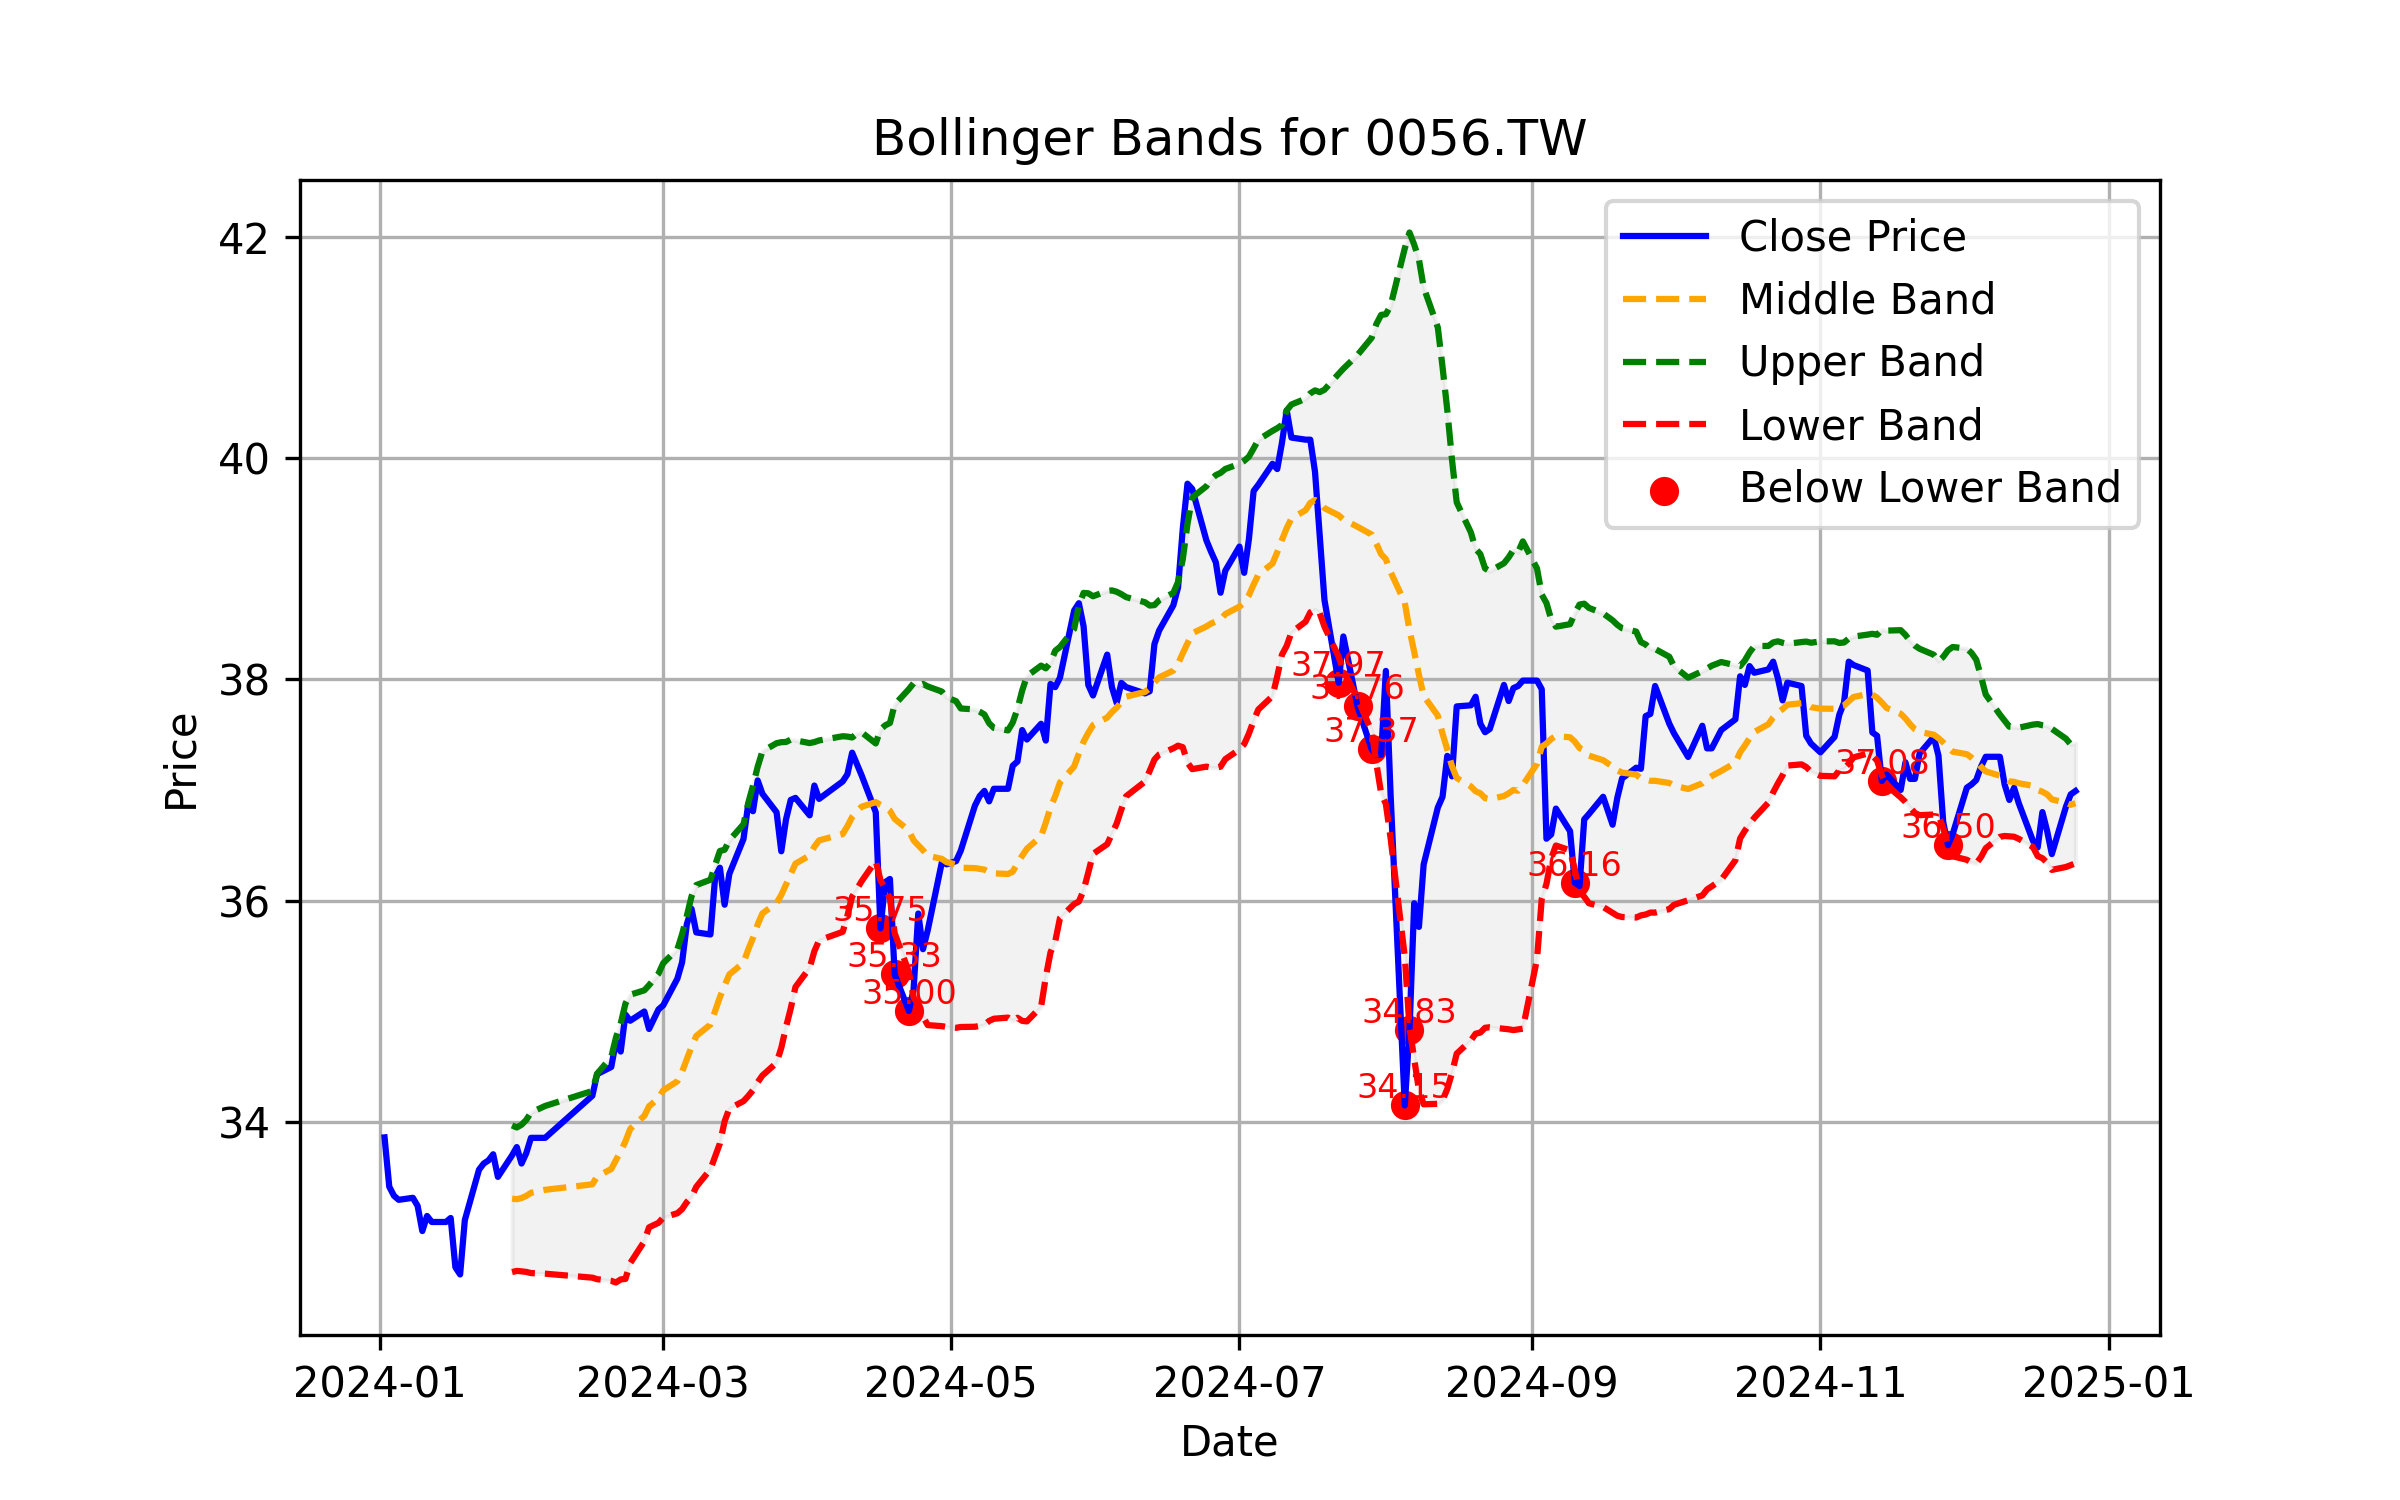 Bollinger Bands for 0056.TW
Price
42
40
38
36
34
Close Price
Middle Band
Upper Band
Lower Band
Below Lower Band
37.97
37.76
37.37
35.75
35.33
35.00
34.83
34.15
36.16
37.08
36.50
2024-01
2024-03
2024-05
2024-07
2024-09
2024-11
2025-01
Date